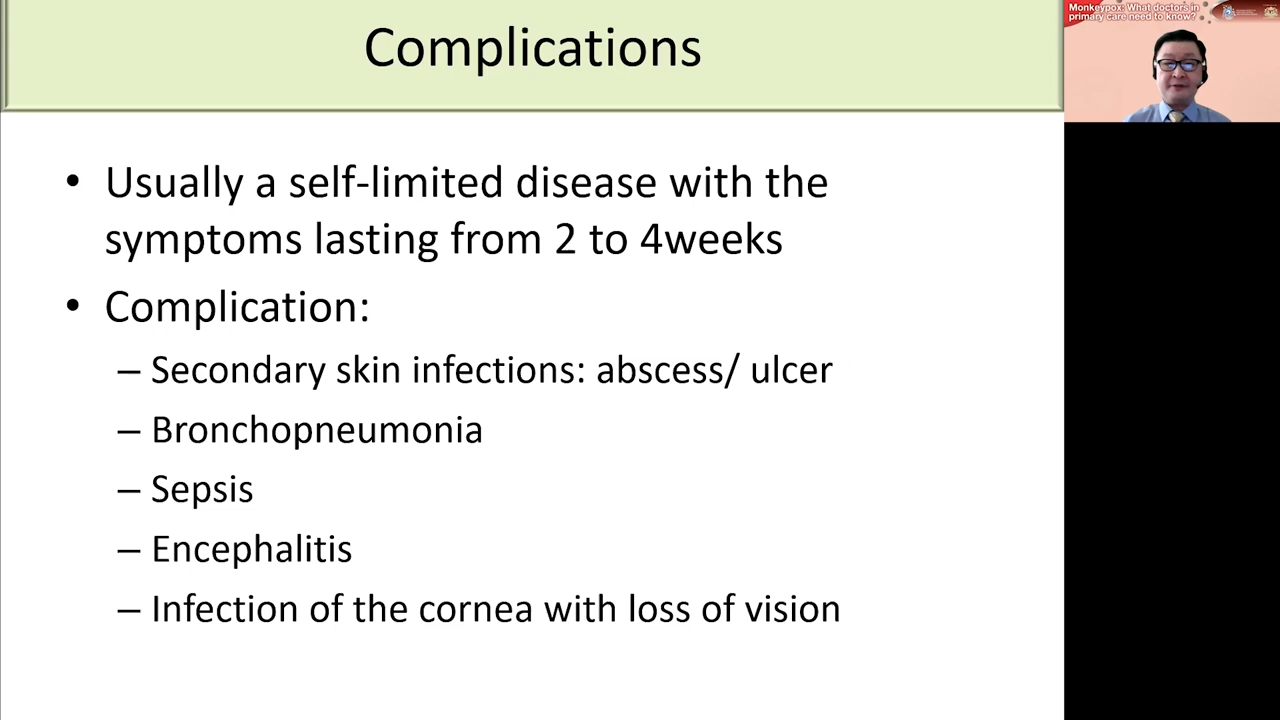 Complications
• Usually a self-limited disease with the
symptoms lasting from 2 to 4weeks
• Complication:
– Secondary skin infections: abscess/ ulcer
– Bronchopneumonia
– Sepsis
– Encephalitis
– Infection of the cornea with loss of vision
Monkeypox: What doctors in
primary care need to know?